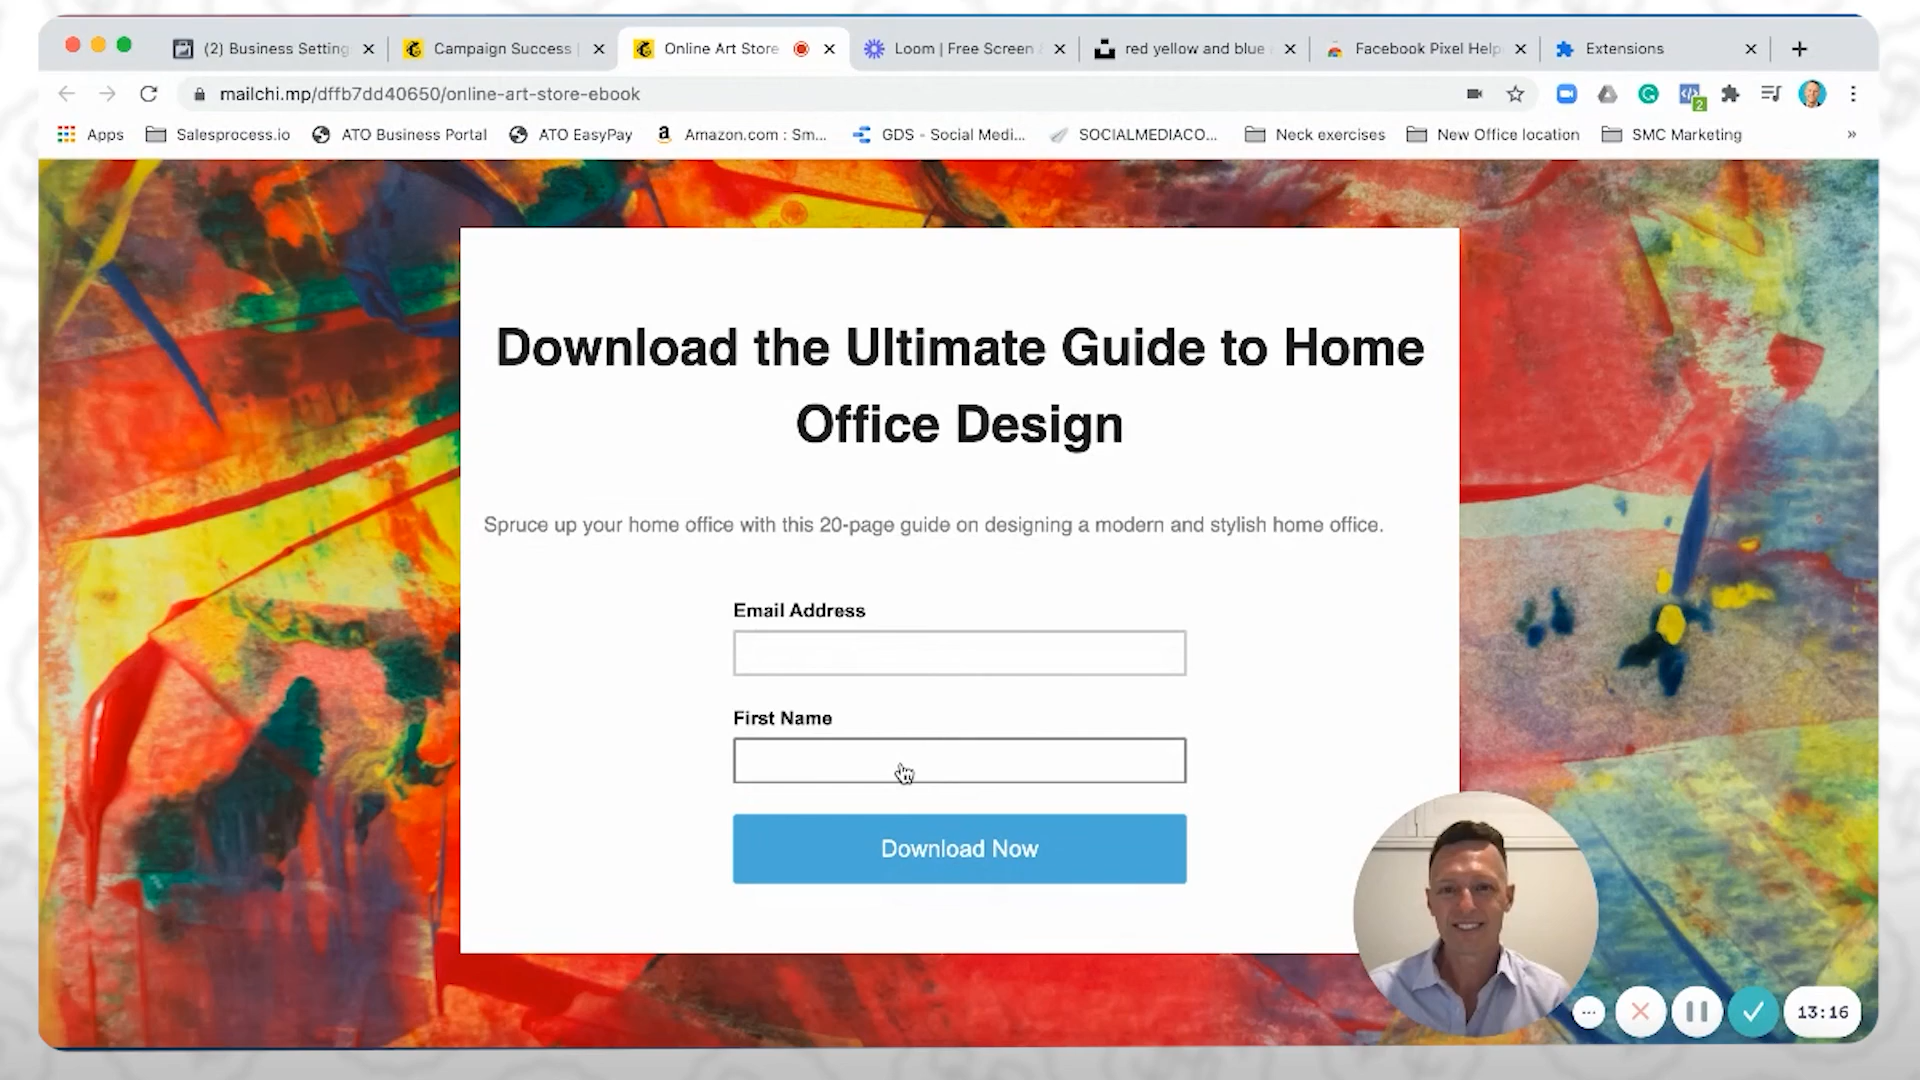 (2) Business Setting
Campaign Success |
Online Art Store
Loom | Free Screen
red yellow and blue
Facebook Pixel Help
Extensions
mailchi.mp/dffb7dd40650/online-art-store-ebook
2
Apps
Salesprocess.io
ATO Business Portal
ATO EasyPay
Amazon.com : Sm...
GDS - Social Medi...
SOCIALMEDIACO...
Neck exercises
New Office location
SMC Marketing
»
Download the Ultimate Guide to Home
Office Design
Spruce up your home office with this 20-page guide on designing a modern and stylish home office.
Email Address
First Name
Download Now
13:16